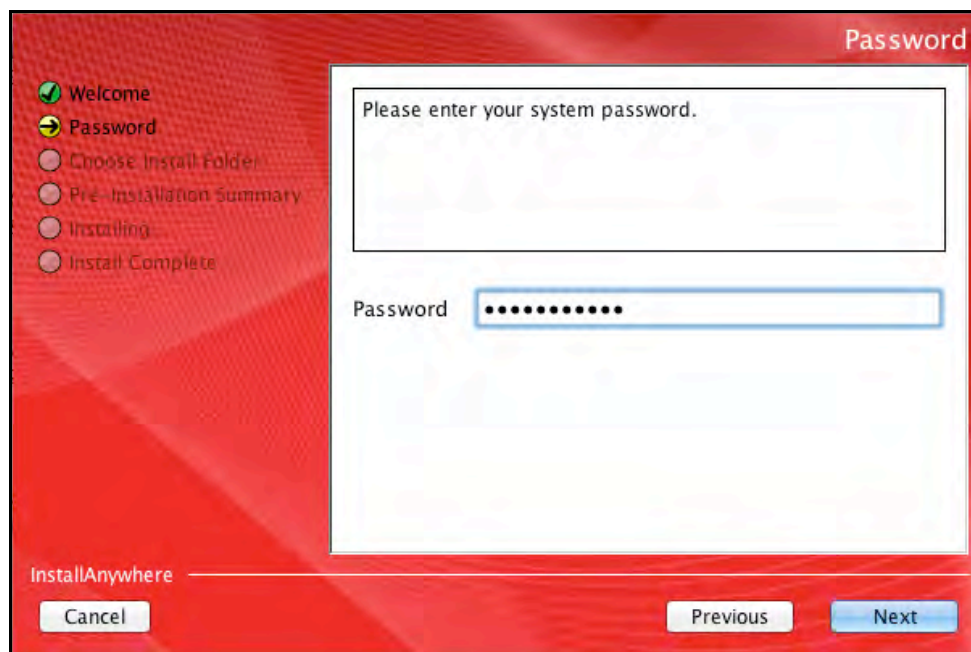 Password
Welcome
Password
Choose Install Folder
Pre-Installation Summary
Installing...
Install Complete
Please enter your system password.
Password •••••••••••
InstallAnywhere
Cancel
Previous
Next